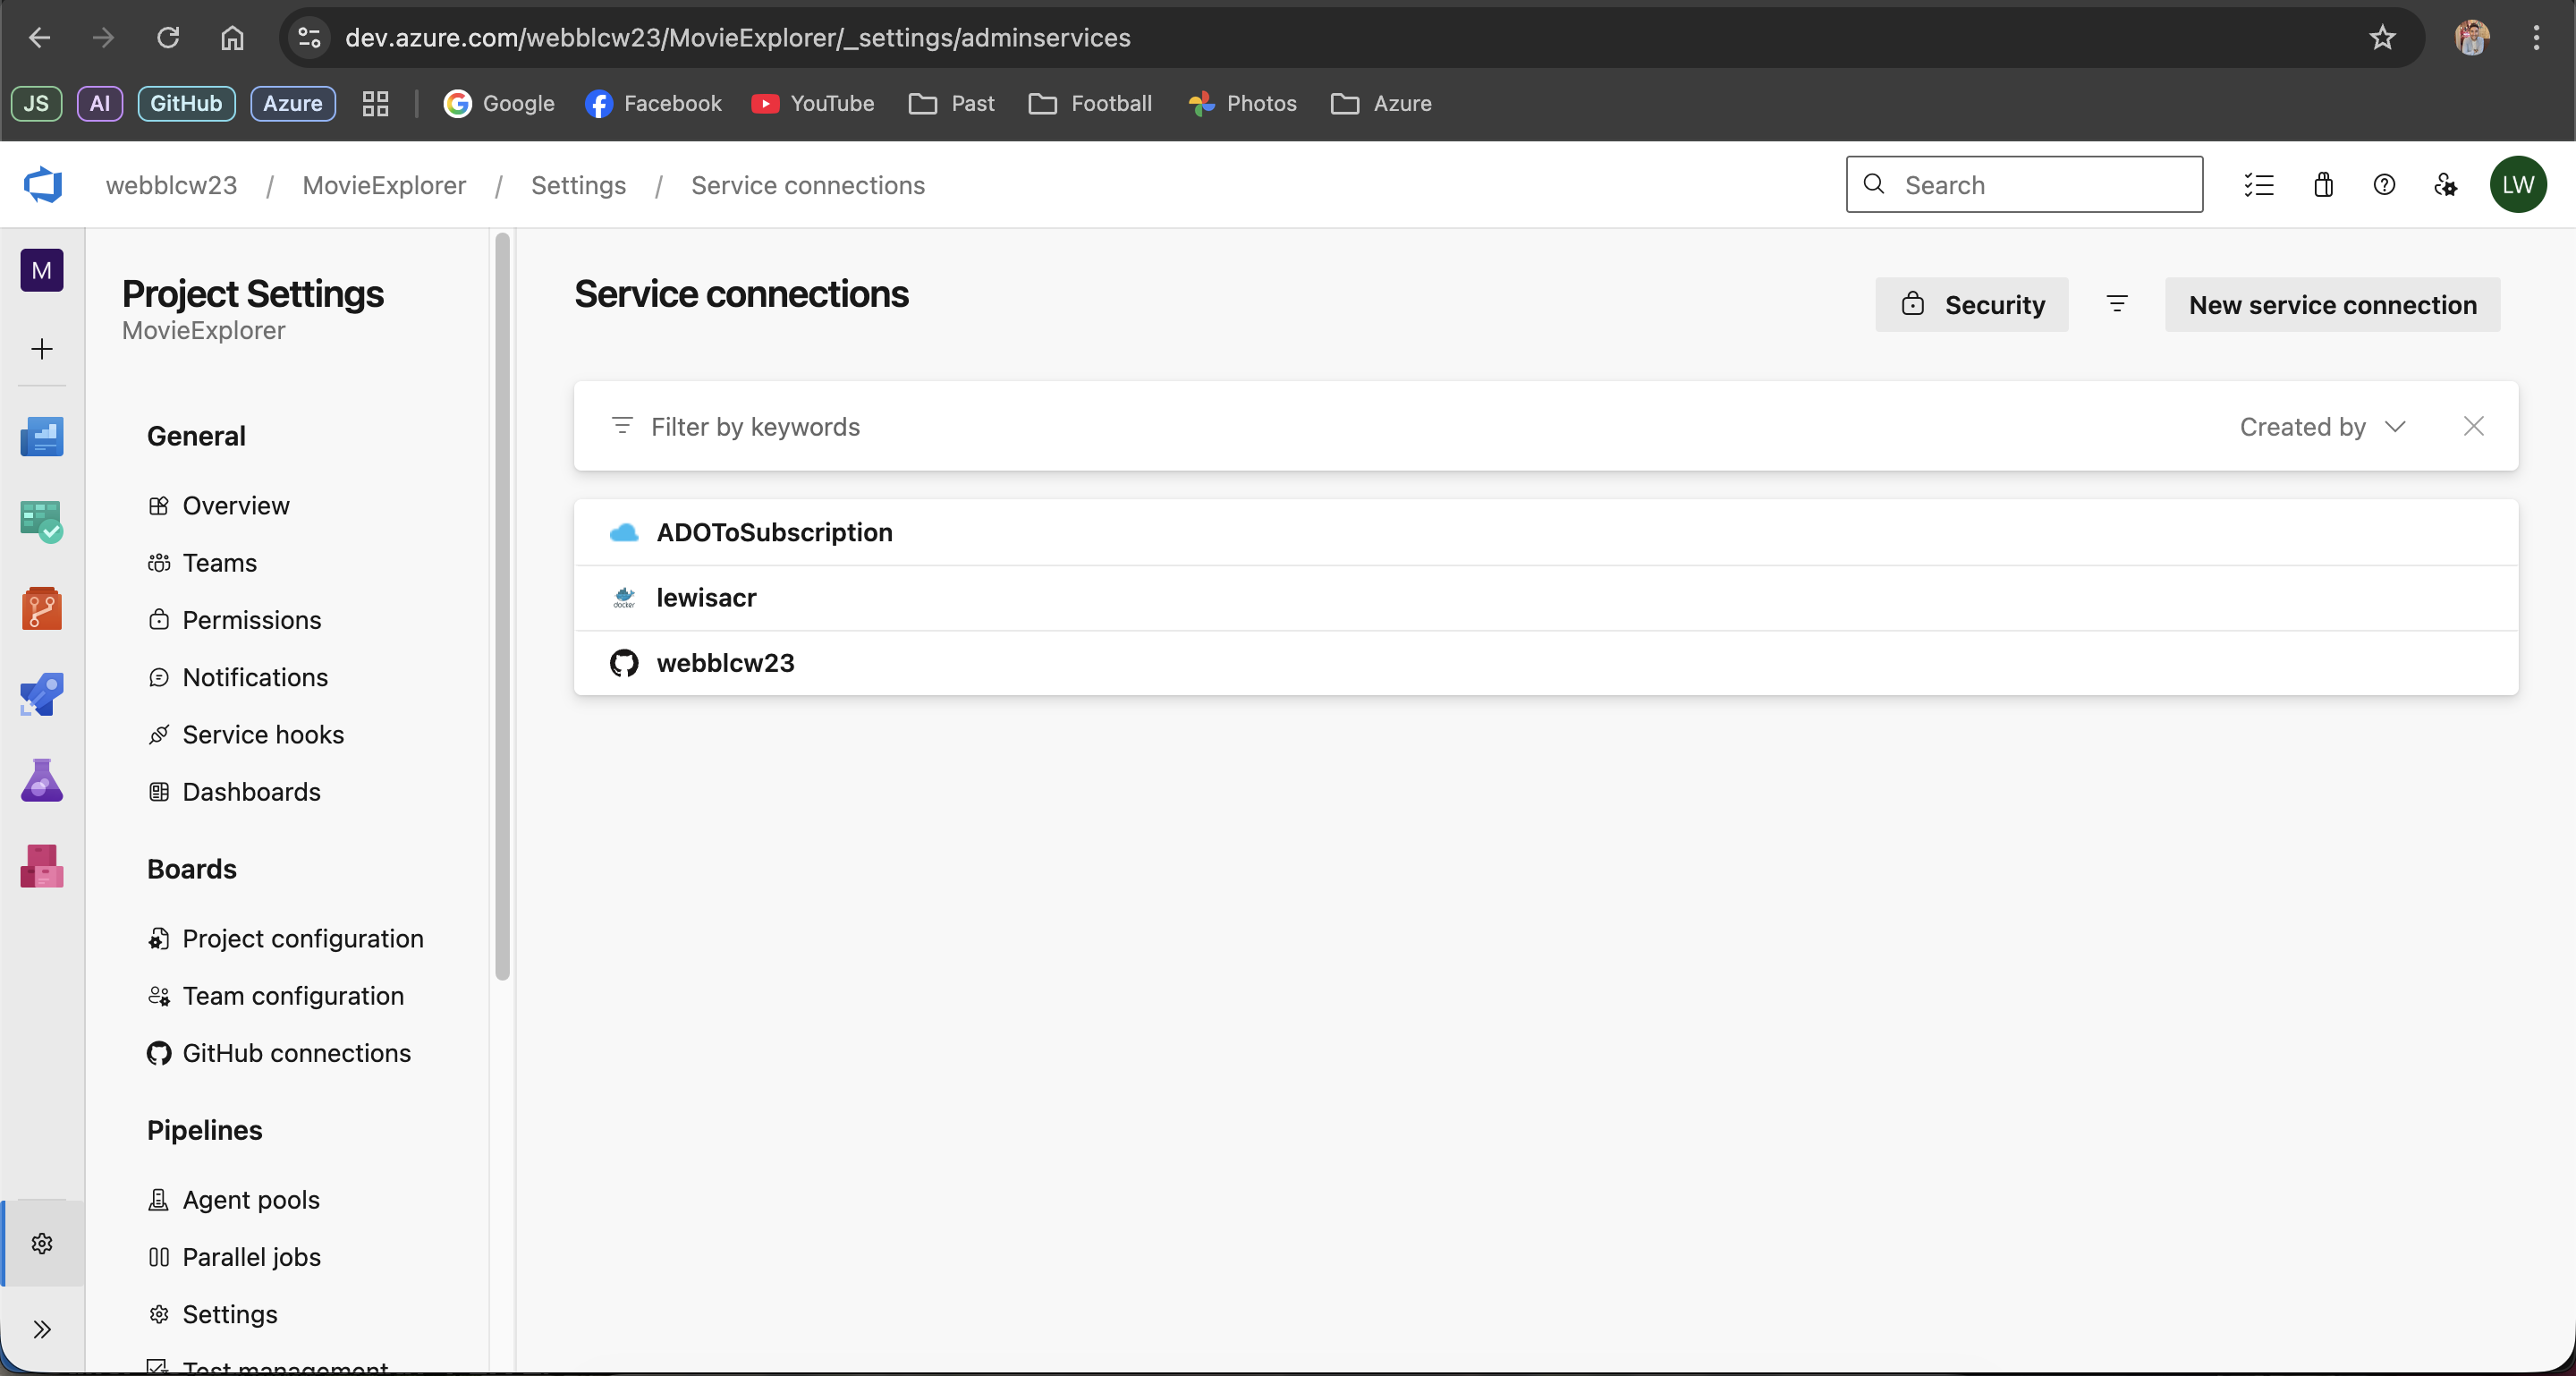 dev.azure.com/webblcw23/MovieExplorer/_settings/adminservices
JS AI GitHub Azure Google Facebook YouTube Past Football Photos Azure
webblcw23 / MovieExplorer / Settings / Service connections
Search
LW
M
Project Settings
MovieExplorer
General
Overview
Teams
Permissions
Notifications
Service hooks
Dashboards
Boards
Project configuration
Team configuration
GitHub connections
Pipelines
Agent pools
Parallel jobs
Settings
Test management
Service connections
Security
New service connection
Filter by keywords
Created by
ADOToSubscription
docker
lewisacr
webblcw23